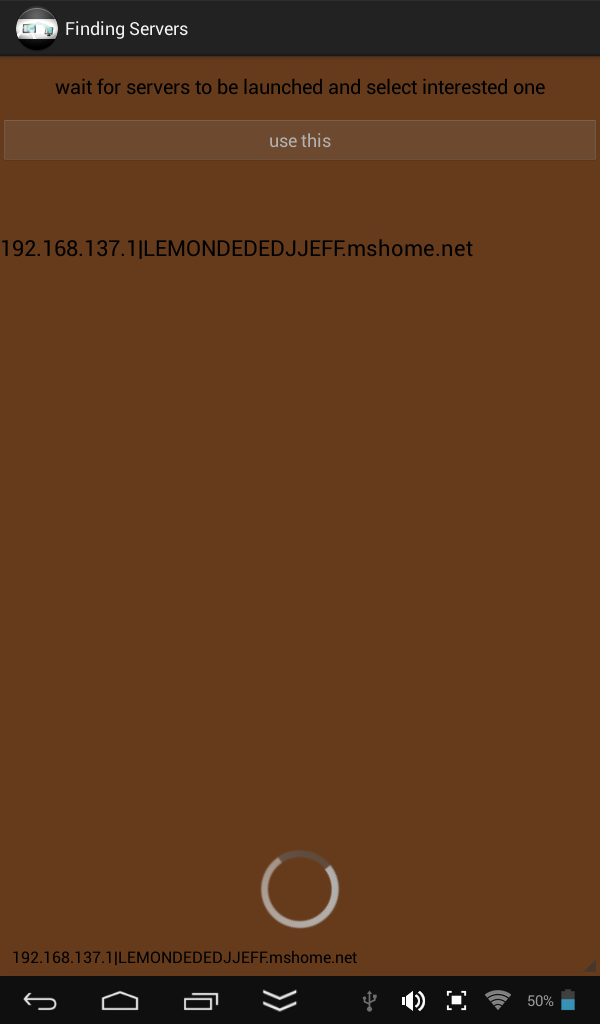 Finding Servers
wait for servers to be launched and select interested one
use this
192.168.137.1|LEMONDEDEDJJEFF.mshome.net
192.168.137.1|LEMONDEDEDJJEFF.mshome.net
50%